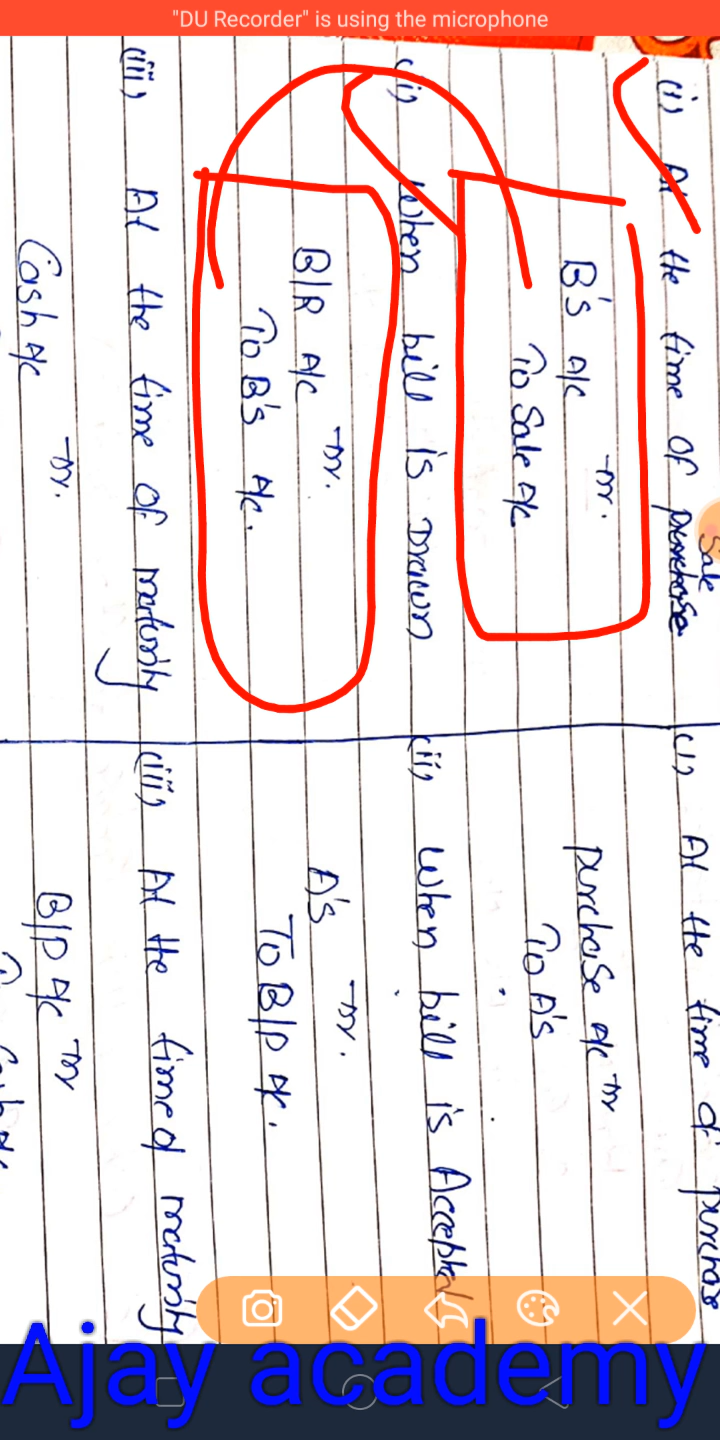 "DU Recorder" is using the microphone
(i) At the time of purchase
Sale
B's A/c Dr.
To Sale A/c
(ii) When bill is Drawn
B/R A/c Dr.
To B's A/c.
(iii) At the time of maturity
Cash A/c Dr.
(i) At the time of purchase
purchase A/c Dr
To A's
(ii) When bill is Accepted
A's Dr.
To B/P A/c.
(iii) At the time of maturity
B/P A/c Dr
Ajay academy